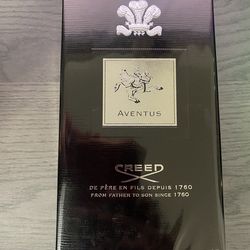 AVENTUS
CREED
DE PÈRE EN FILS DEPUIS 1760
FROM FATHER TO SON SINCE 1760